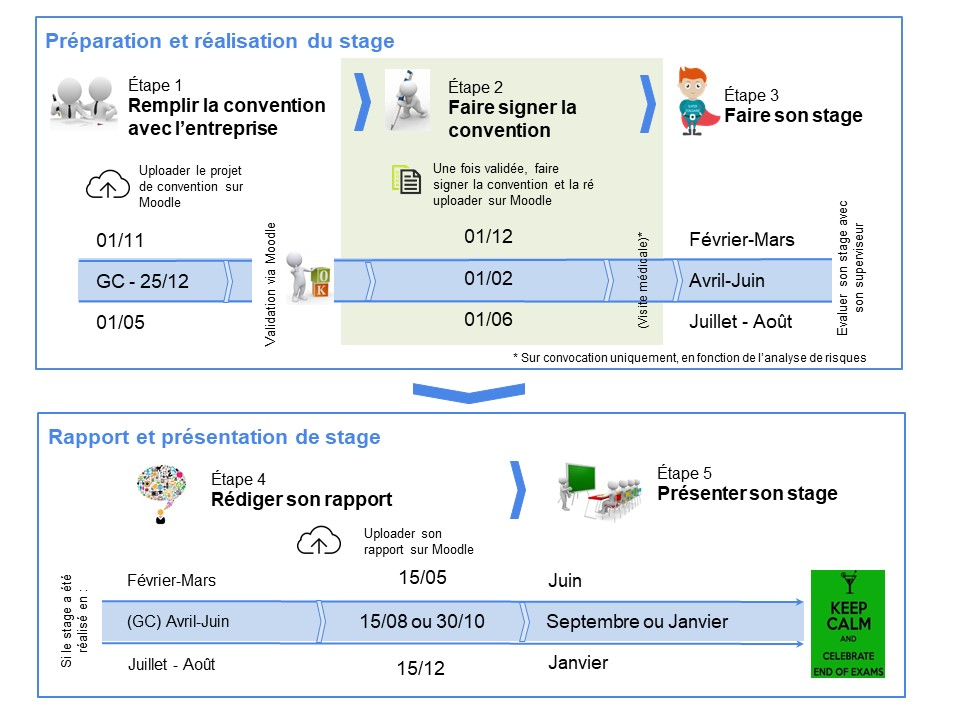 Préparation et réalisation du stage
Étape 1
Remplir la convention
avec l'entreprise
Étape 2
Faire signer la
convention
Étape 3
Faire son stage
Uploader le projet
de convention sur
Moodle
Une fois validée, faire
signer la convention et la ré
uploader sur Moodle
01/11
GC - 25/12
01/05
Validation via Moodle
OK
01/12
01/02
01/06
(Visite médicale)*
Février-Mars
Avril-Juin
Juillet - Août
Evaluer son stage avec
son superviseur
* Sur convocation uniquement, en fonction de l'analyse de risques
Rapport et présentation de stage
Étape 4
Rédiger son rapport
Étape 5
Présenter son stage
Uploader son
rapport sur Moodle
Si le stage a été
réalisé en :
Février-Mars
15/05
Juin
(GC) Avril-Juin
15/08 ou 30/10
Septembre ou Janvier
Juillet - Août
15/12
Janvier
KEEP
CALM
AND
CELEBRATE
END OF EXAMS